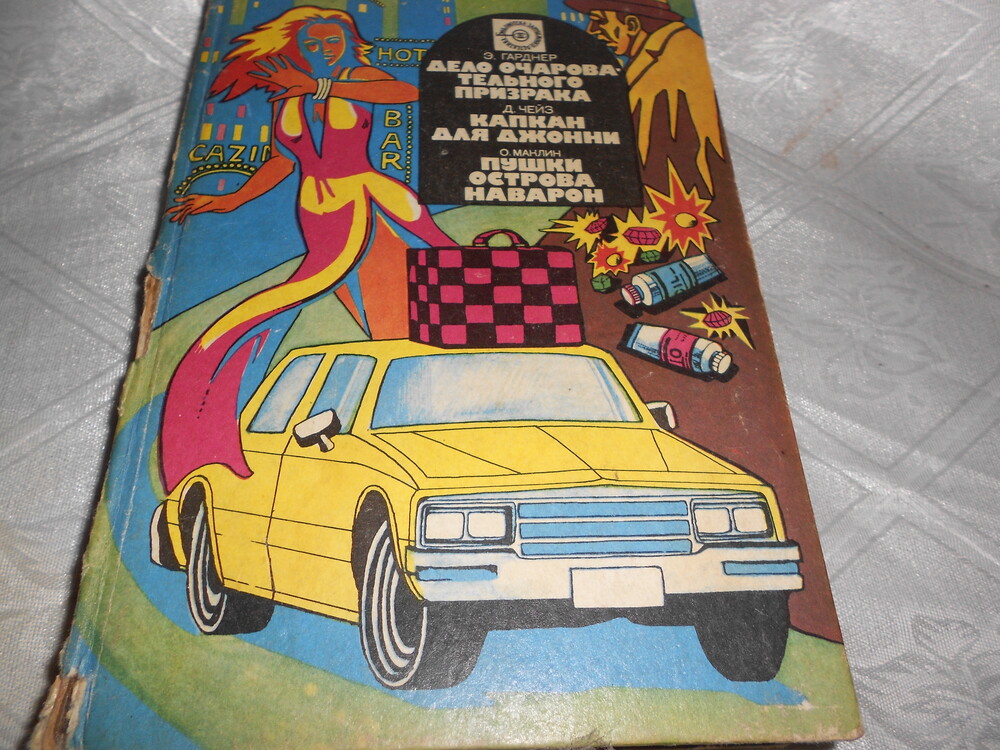 Э. ГАРДНЕР
ДЕЛО ОЧАРОВА-
ТЕЛЬНОГО
ПРИЗРАКА
Д. ЧЕЙЗ
КАПКАН
ДЛЯ ДЖОННИ
О. МАКЛИН
ПУШКИ
ОСТРОВА
НАВАРОН
HOT
BAR
CAZIN